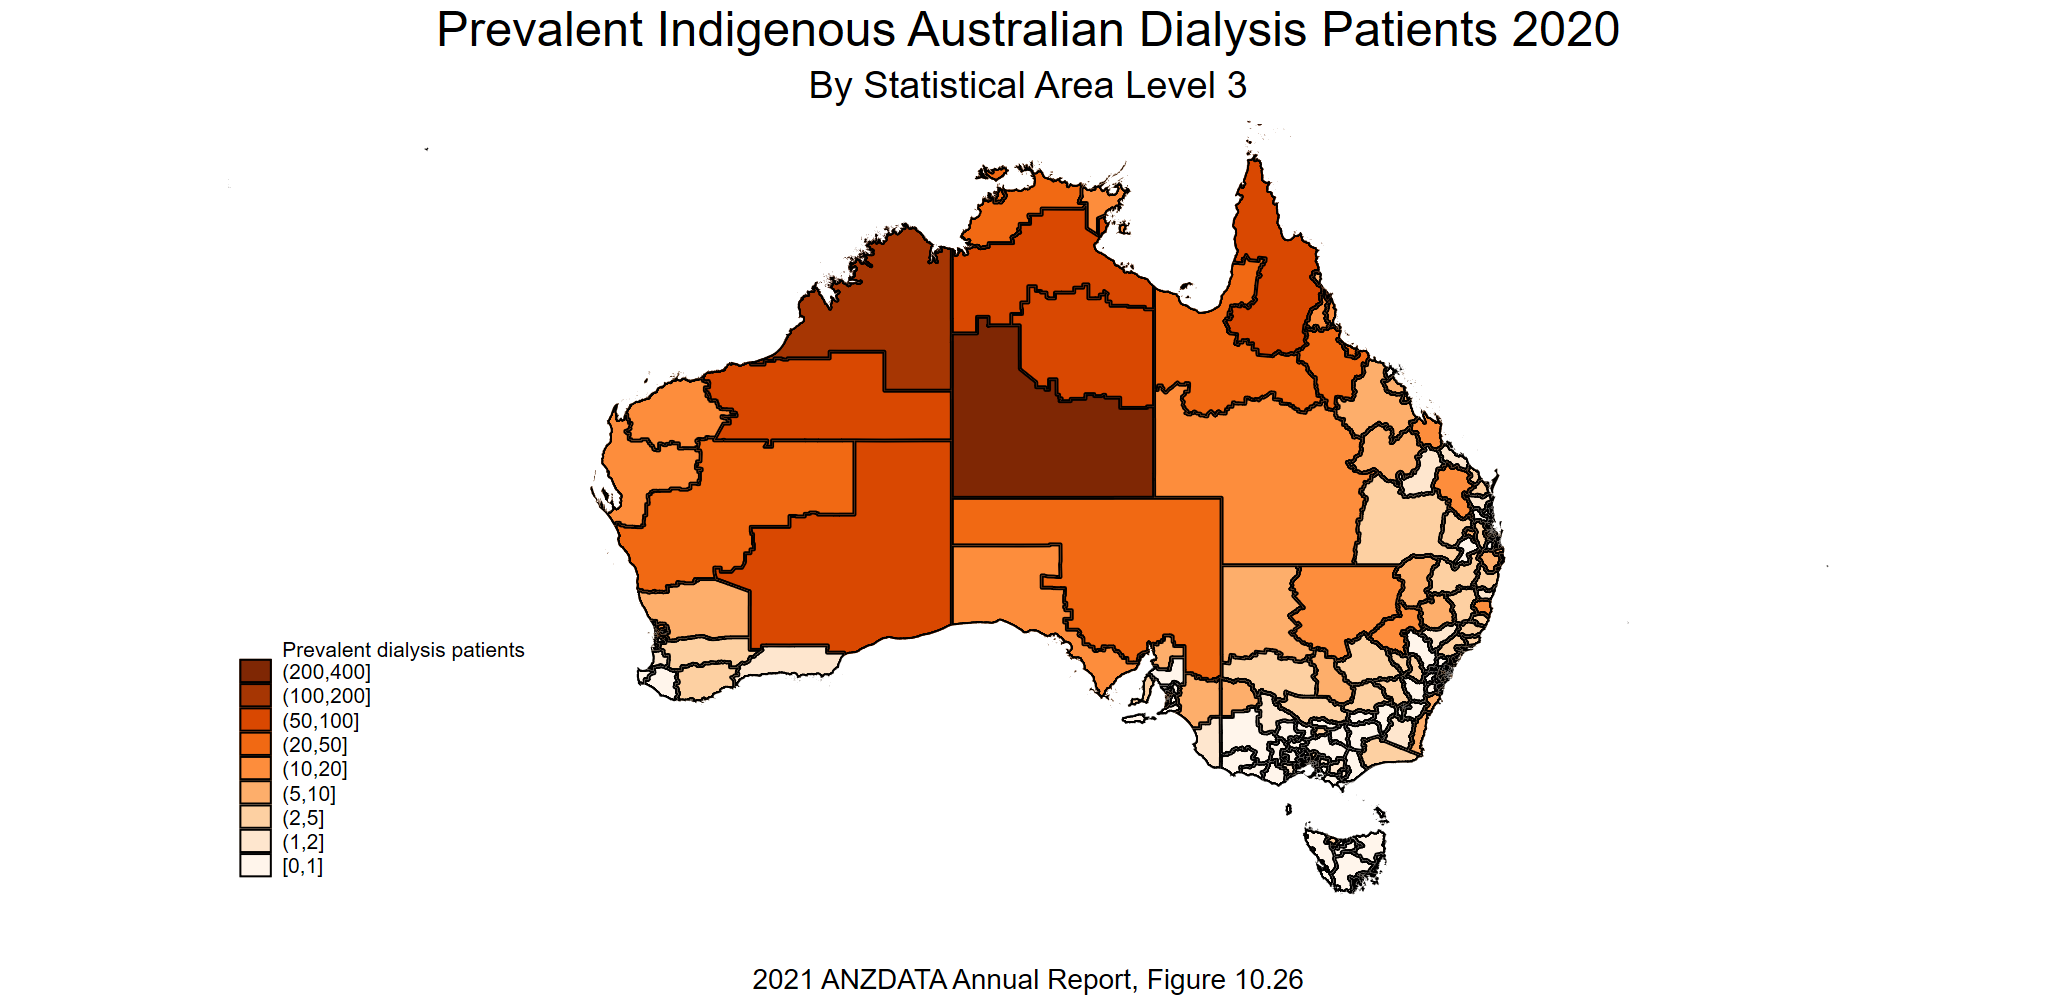 Prevalent Indigenous Australian Dialysis Patients 2020
By Statistical Area Level 3
Prevalent dialysis patients
(200,400]
(100,200]
(50,100]
(20,50]
(10,20]
(5,10]
(2,5]
(1,2]
[0,1]
2021 ANZDATA Annual Report, Figure 10.26